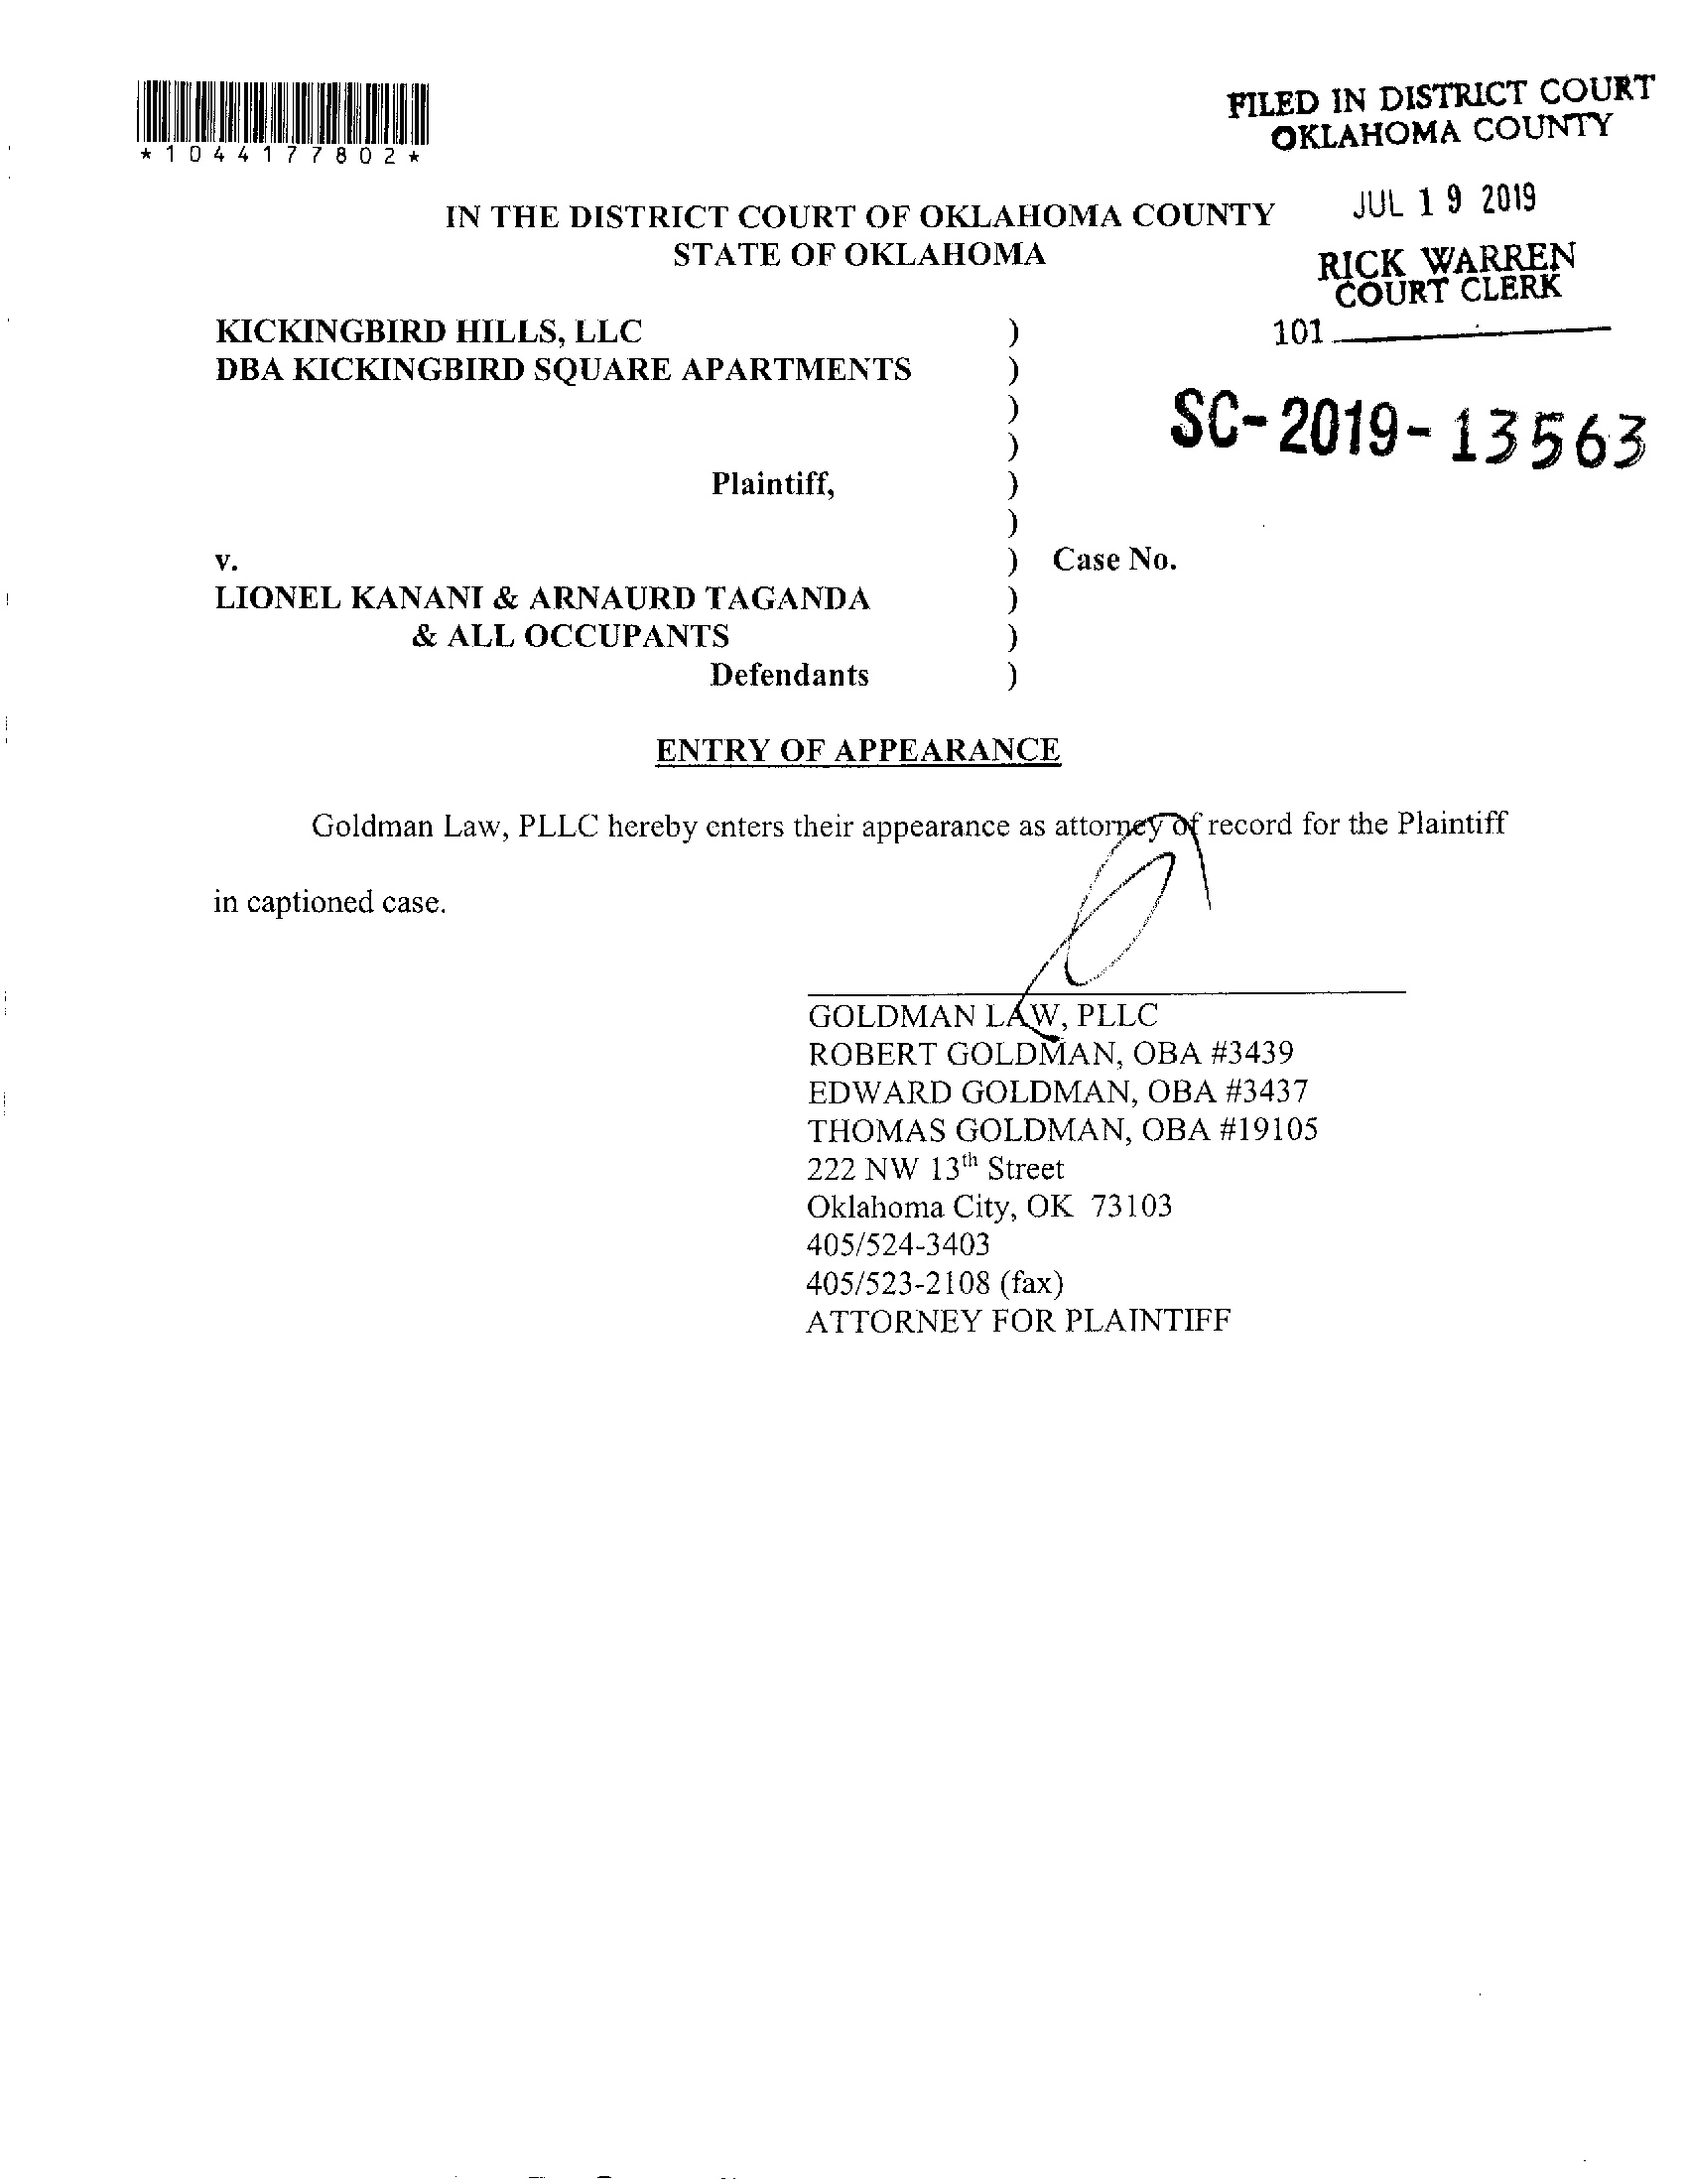 *1044177802*
FILED IN DISTRICT COURT
OKLAHOMA COUNTY
JUL 19 2019
RICK WARREN
COURT CLERK
101
SC-2019-13563
IN THE DISTRICT COURT OF OKLAHOMA COUNTY
STATE OF OKLAHOMA
KICKINGBIRD HILLS, LLC )
DBA KICKINGBIRD SQUARE APARTMENTS )
)
)
Plaintiff, )
)
v. ) Case No.
LIONEL KANANI & ARNAURD TAGANDA )
& ALL OCCUPANTS )
Defendants )
ENTRY OF APPEARANCE
Goldman Law, PLLC hereby enters their appearance as attorney of record for the Plaintiff
in captioned case.
GOLDMAN LAW, PLLC
ROBERT GOLDMAN, OBA #3439
EDWARD GOLDMAN, OBA #3437
THOMAS GOLDMAN, OBA #19105
222 NW 13th Street
Oklahoma City, OK 73103
405/524-3403
405/523-2108 (fax)
ATTORNEY FOR PLAINTIFF